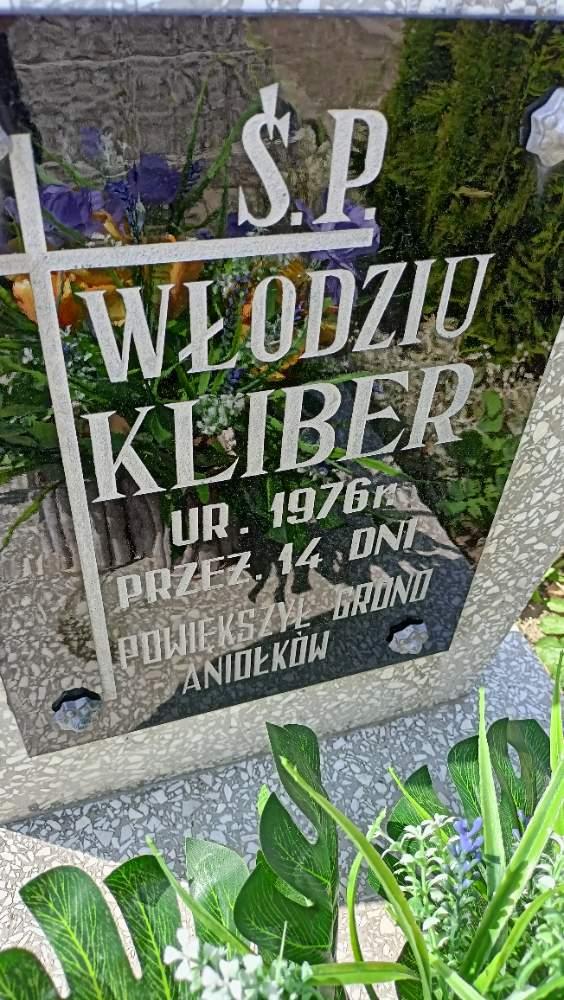 Ś.P.
WŁODZIU
KLIBER
UR. 1976r.
PRZEŻ. 14 DNI
POWIĘKSZYŁ GRONO
ANIOŁKÓW